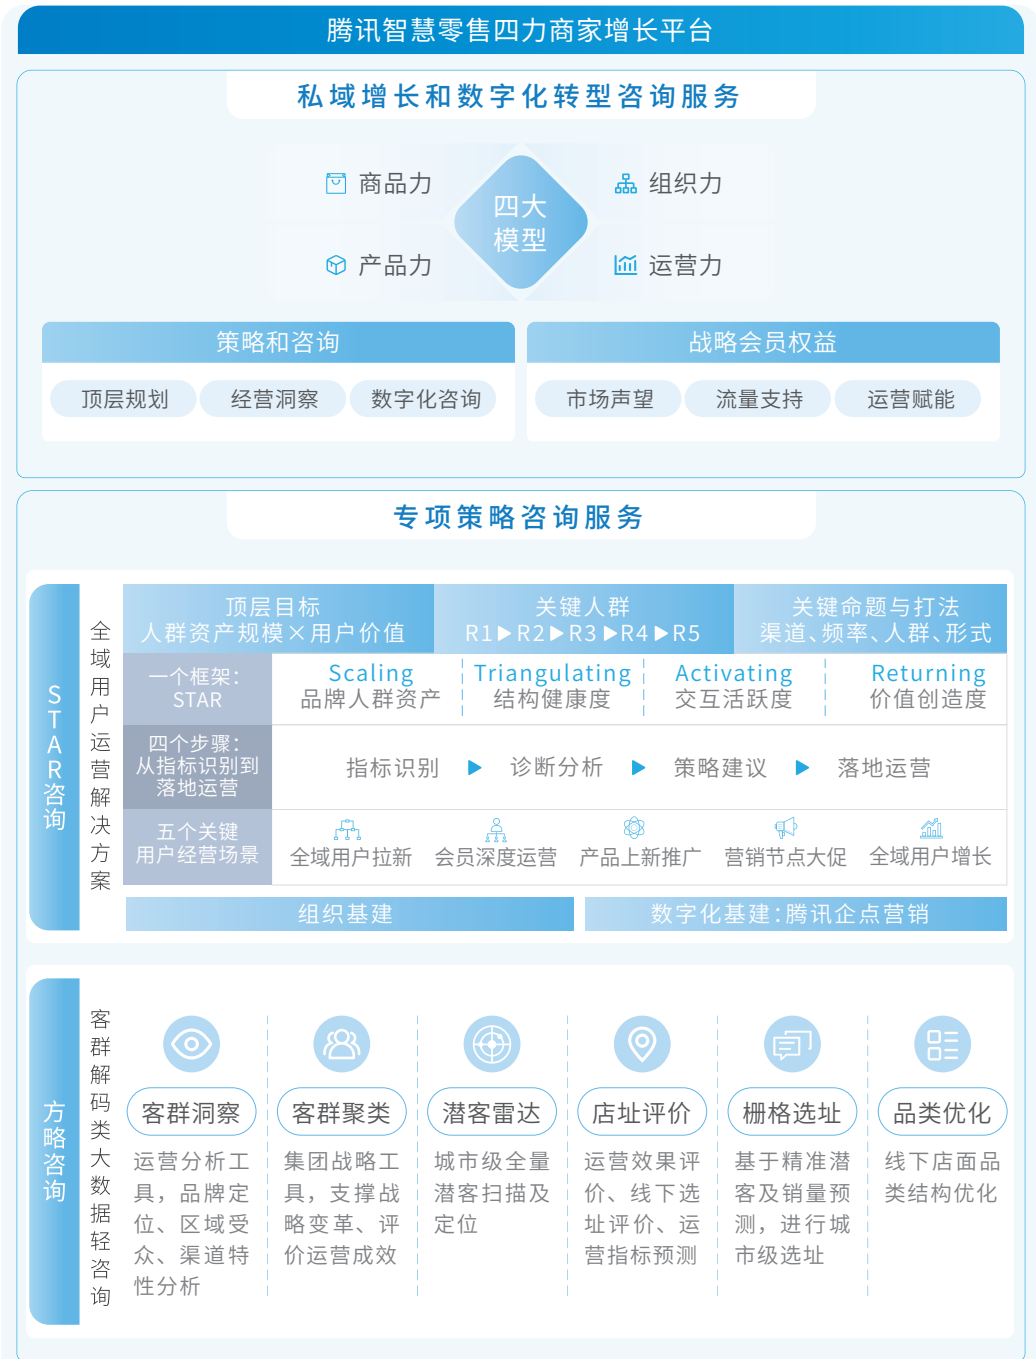 腾讯智慧零售四力商家增长平台
私域增长和数字化转型咨询服务
商品力
组织力
四大
模型
产品力
运营力
策略和咨询
战略会员权益
顶层规划
经营洞察
数字化咨询
市场声望
流量支持
运营赋能
专项策略咨询服务
STAR咨询
全域用户运营解决方案
顶层目标
人群资产规模×用户价值
关键人群
R1▶R2▶R3▶R4▶R5
关键命题与打法
渠道、频率、人群、形式
一个框架:
STAR
Scaling
品牌人群资产
Triangulating
结构健康度
Activating
交互活跃度
Returning
价值创造度
四个步骤:
从指标识别到
落地运营
指标识别 ▶ 诊断分析 ▶ 策略建议 ▶ 落地运营
五个关键
用户经营场景
全域用户拉新
会员深度运营
产品上新推广
营销节点大促
全域用户增长
组织基建
数字化基建:腾讯企点营销
方略咨询
客群解码类大数据轻咨询
客群洞察
运营分析工
具，品牌定
位、区域受
众、渠道特
性分析
客群聚类
集团战略工
具，支撑战
略变革、评
价运营成效
潜客雷达
城市级全量
潜客扫描及
定位
店址评价
运营效果评
价、线下选
址评价、运
营指标预测
栅格选址
基于精准潜
客及销量预
测，进行城
市级选址
品类优化
线下店面品
类结构优化